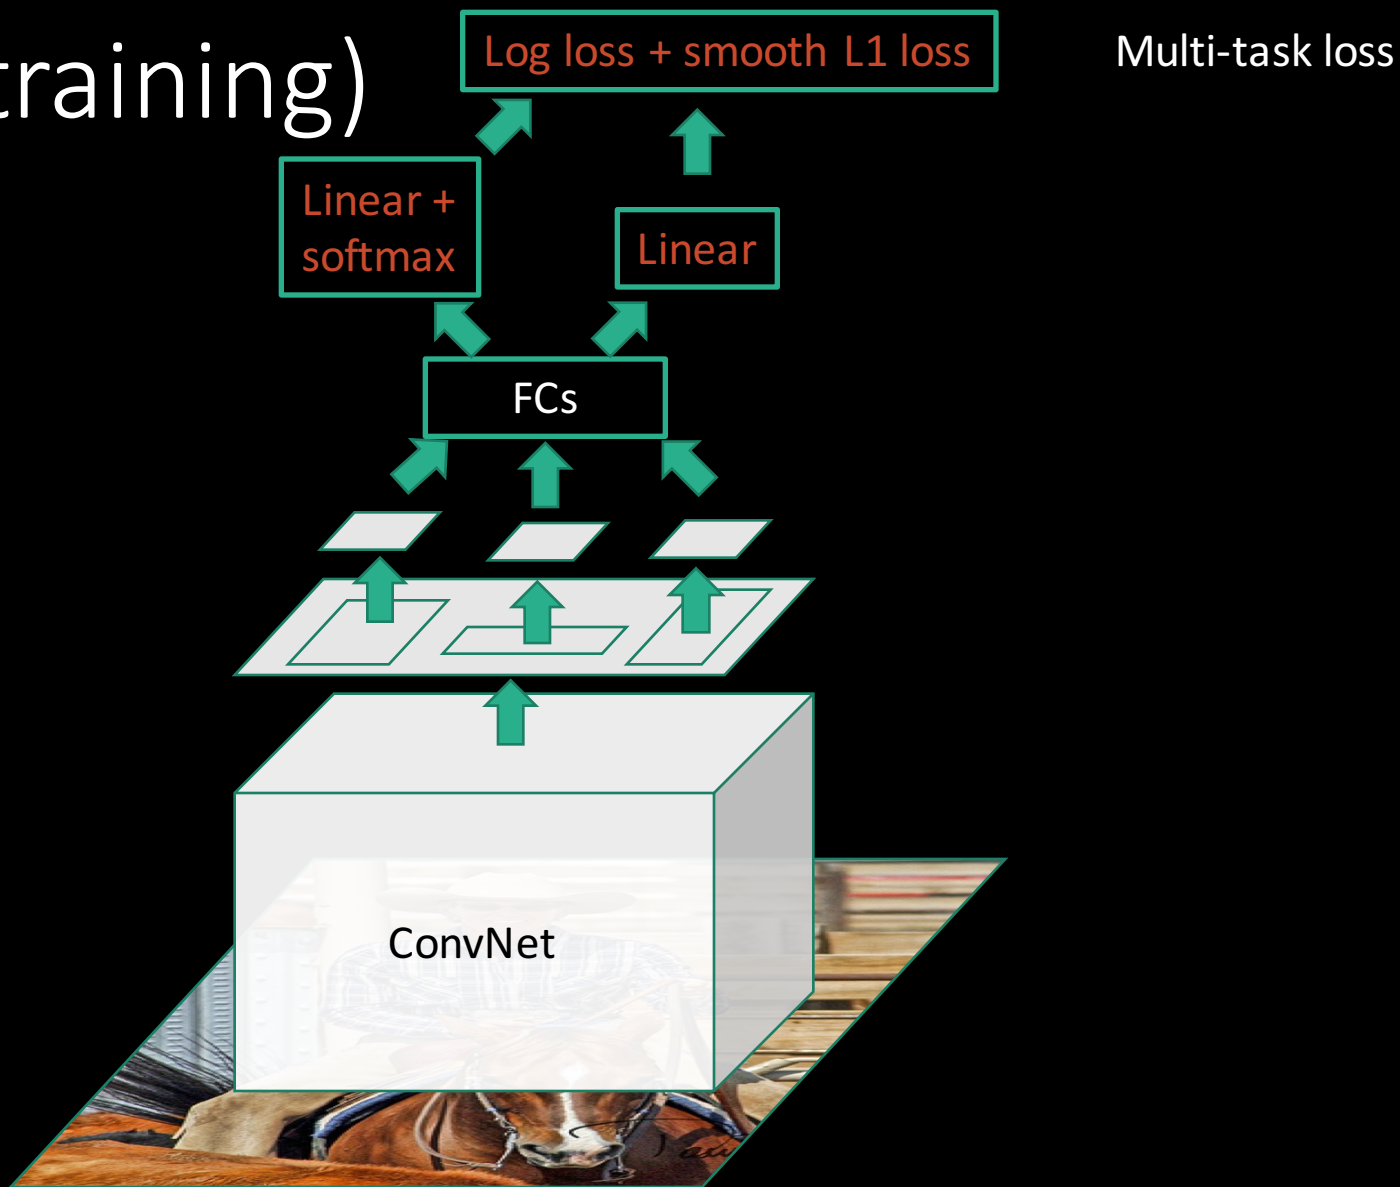 training)
Log loss + smooth L1 loss
Multi-task loss
Linear +
softmax
Linear
FCs
ConvNet